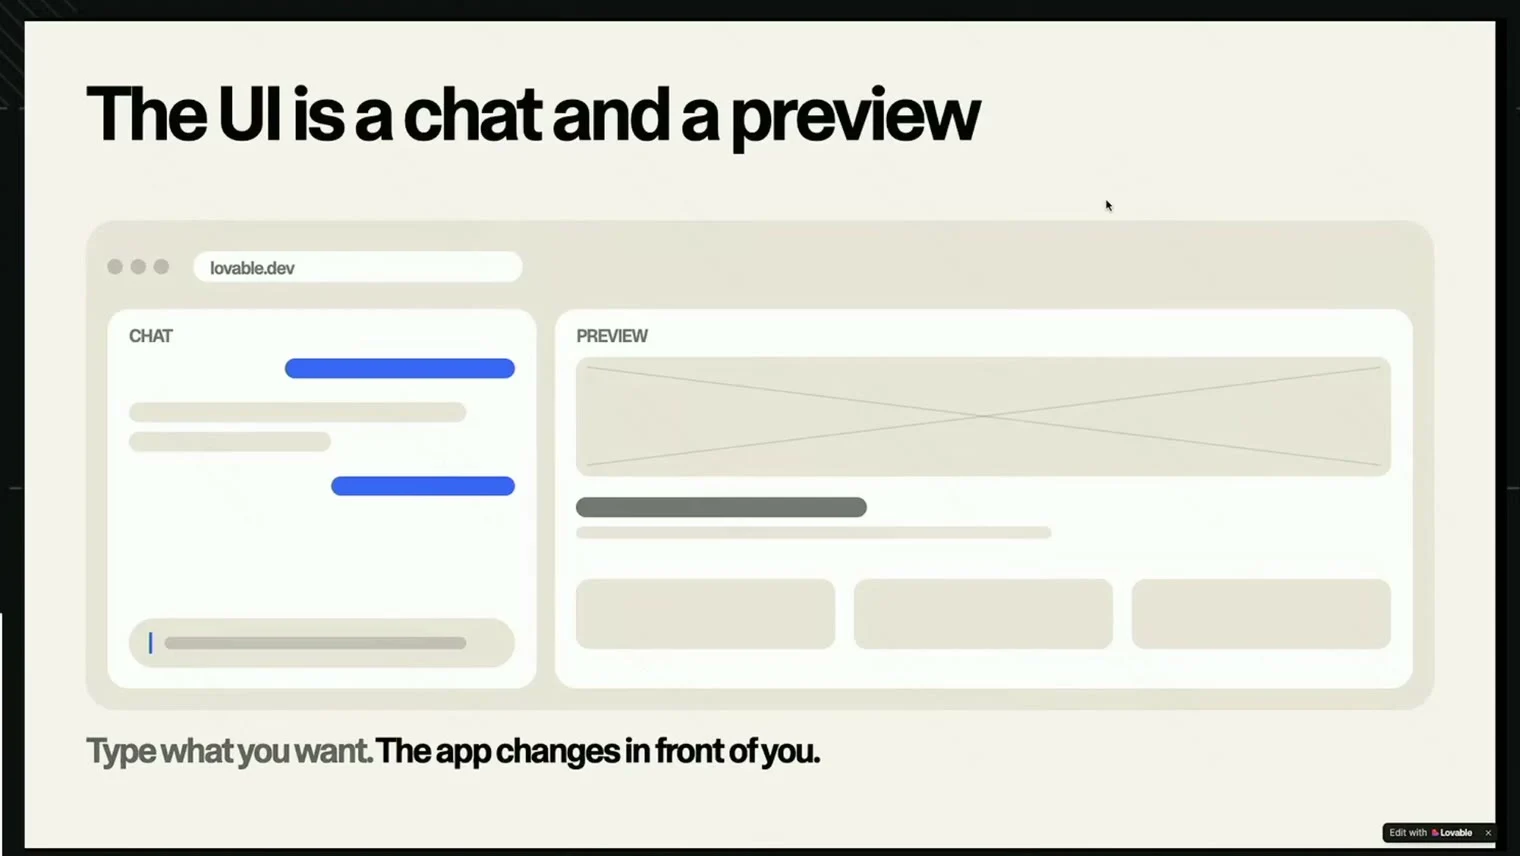 The UI is a chat and a preview
lovable.dev
CHAT
PREVIEW
Type what you want. The app changes in front of you.
Edit with Lovable ×